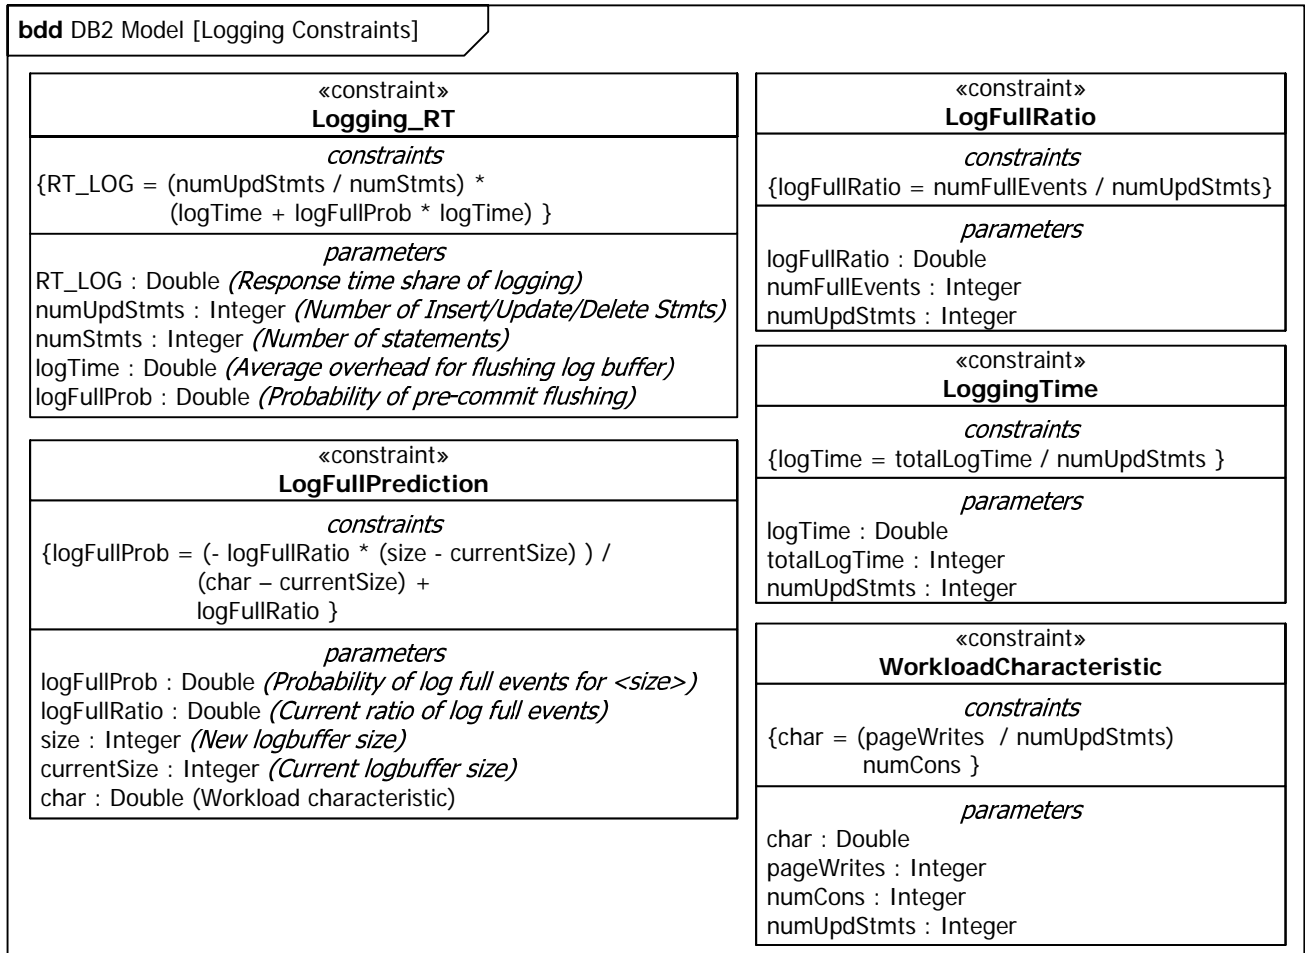 bdd DB2 Model [Logging Constraints]
«constraint»
Logging_RT
constraints
{RT_LOG = (numUpdStmts / numStmts) *
(logTime + logFullProb * logTime) }
parameters
RT_LOG : Double (Response time share of logging)
numUpdStmts : Integer (Number of Insert/Update/Delete Stmts)
numStmts : Integer (Number of statements)
logTime : Double (Average overhead for flushing log buffer)
logFullProb : Double (Probability of pre-commit flushing)
«constraint»
LogFullPrediction
constraints
{logFullProb = (- logFullRatio * (size - currentSize) ) /
(char – currentSize) +
logFullRatio }
parameters
logFullProb : Double (Probability of log full events for <size>)
logFullRatio : Double (Current ratio of log full events)
size : Integer (New logbuffer size)
currentSize : Integer (Current logbuffer size)
char : Double (Workload characteristic)
«constraint»
LogFullRatio
constraints
{logFullRatio = numFullEvents / numUpdStmts}
parameters
logFullRatio : Double
numFullEvents : Integer
numUpdStmts : Integer
«constraint»
LoggingTime
constraints
{logTime = totalLogTime / numUpdStmts }
parameters
logTime : Double
totalLogTime : Integer
numUpdStmts : Integer
«constraint»
WorkloadCharacteristic
constraints
{char = (pageWrites / numUpdStmts)
numCons }
parameters
char : Double
pageWrites : Integer
numCons : Integer
numUpdStmts : Integer